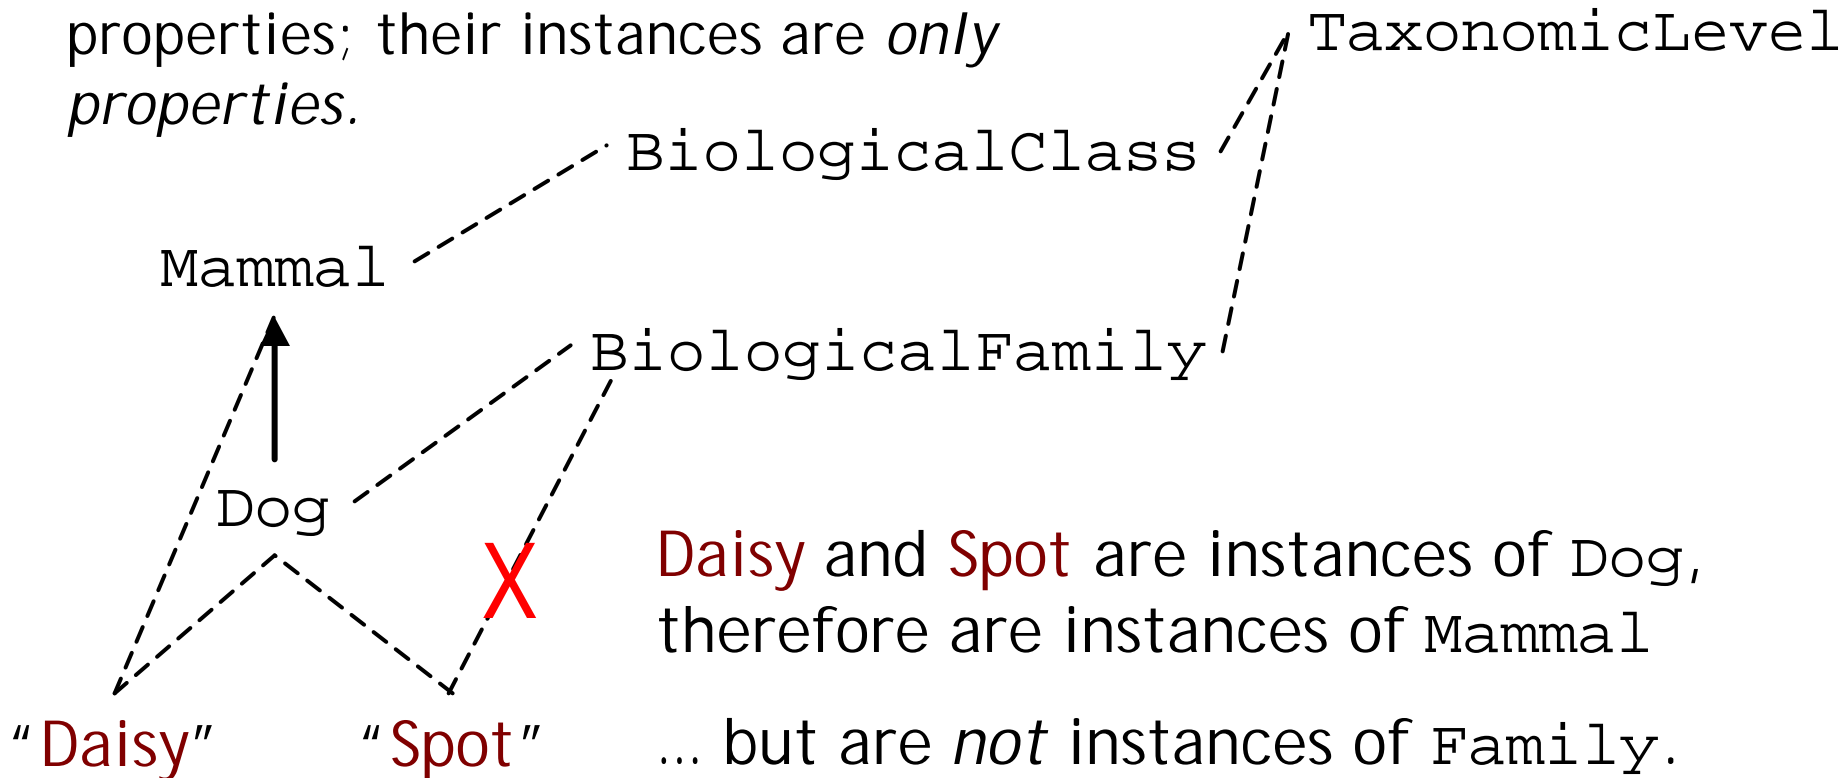 properties; their instances are only
TaxonomicLevel
properties.
BiologicalClass
Mammal
BiologicalFamily
Dog
X
Daisy and Spot are instances of Dog,
therefore are instances of Mammal
“Daisy” “Spot” ... but are not instances of Family.